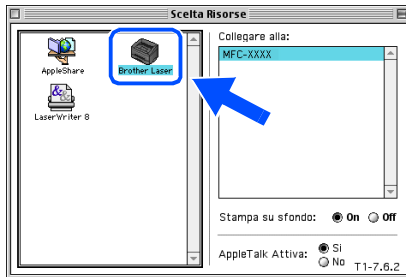 Scelta Risorse
AppleShare
Brother Laser
LaserWriter 8
Collegare alla:
MFC-XXXX
Stampa su sfondo: On Off
AppleTalk Attiva: Si
No
T1-7.6.2